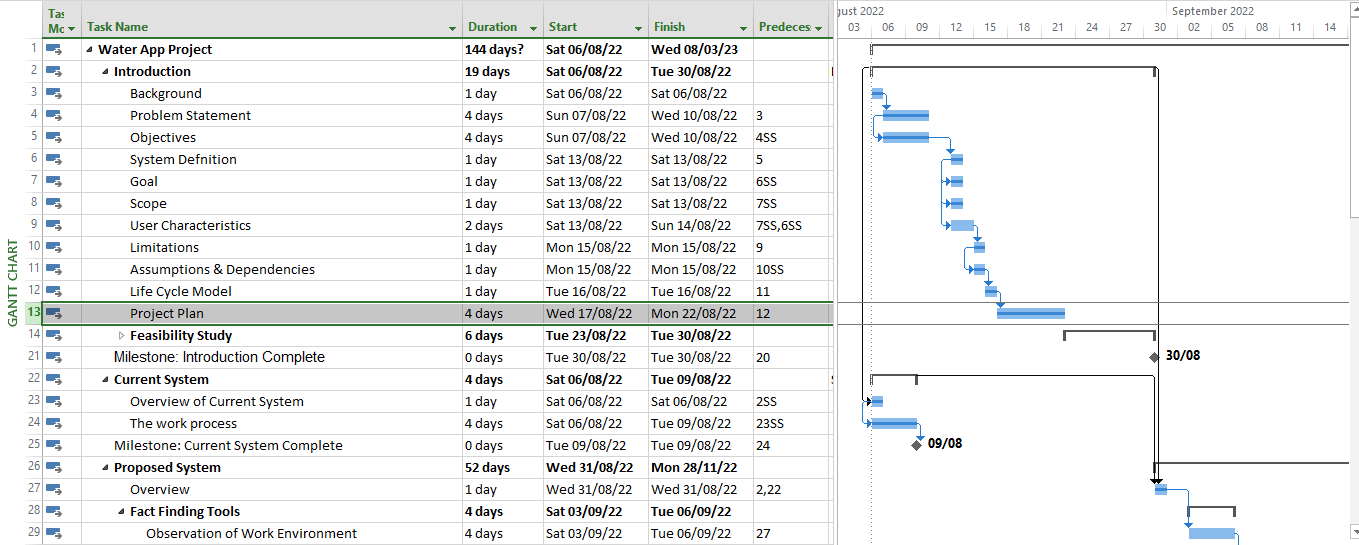 gust 2022 September 2022
Tas Mo Task Name Duration Start Finish Predeces 03 06 09 12 15 18 21 24 27 30 02 05 08 11 14
1 Water App Project 144 days? Sat 06/08/22 Wed 08/03/23
2 Introduction 19 days Sat 06/08/22 Tue 30/08/22
3 Background 1 day Sat 06/08/22 Sat 06/08/22
4 Problem Statement 4 days Sun 07/08/22 Wed 10/08/22 3
5 Objectives 4 days Sun 07/08/22 Wed 10/08/22 4SS
6 System Defnition 1 day Sat 13/08/22 Sat 13/08/22 5
7 Goal 1 day Sat 13/08/22 Sat 13/08/22 6SS
8 Scope 1 day Sat 13/08/22 Sat 13/08/22 7SS
9 User Characteristics 2 days Sat 13/08/22 Sun 14/08/22 7SS,6SS
10 Limitations 1 day Mon 15/08/22 Mon 15/08/22 9
11 Assumptions & Dependencies 1 day Mon 15/08/22 Mon 15/08/22 10SS
12 Life Cycle Model 1 day Tue 16/08/22 Tue 16/08/22 11
13 Project Plan 4 days Wed 17/08/22 Mon 22/08/22 12
14 Feasibility Study 6 days Tue 23/08/22 Tue 30/08/22
21 Milestone: Introduction Complete 0 days Tue 30/08/22 Tue 30/08/22 20 30/08
22 Current System 4 days Sat 06/08/22 Tue 09/08/22
23 Overview of Current System 1 day Sat 06/08/22 Sat 06/08/22 2SS
24 The work process 4 days Sat 06/08/22 Tue 09/08/22 23SS
25 Milestone: Current System Complete 0 days Tue 09/08/22 Tue 09/08/22 24 09/08
26 Proposed System 52 days Wed 31/08/22 Mon 28/11/22
27 Overview 1 day Wed 31/08/22 Wed 31/08/22 2,22
28 Fact Finding Tools 4 days Sat 03/09/22 Tue 06/09/22
29 Observation of Work Environment 4 days Sat 03/09/22 Tue 06/09/22 27
GANTT CHART